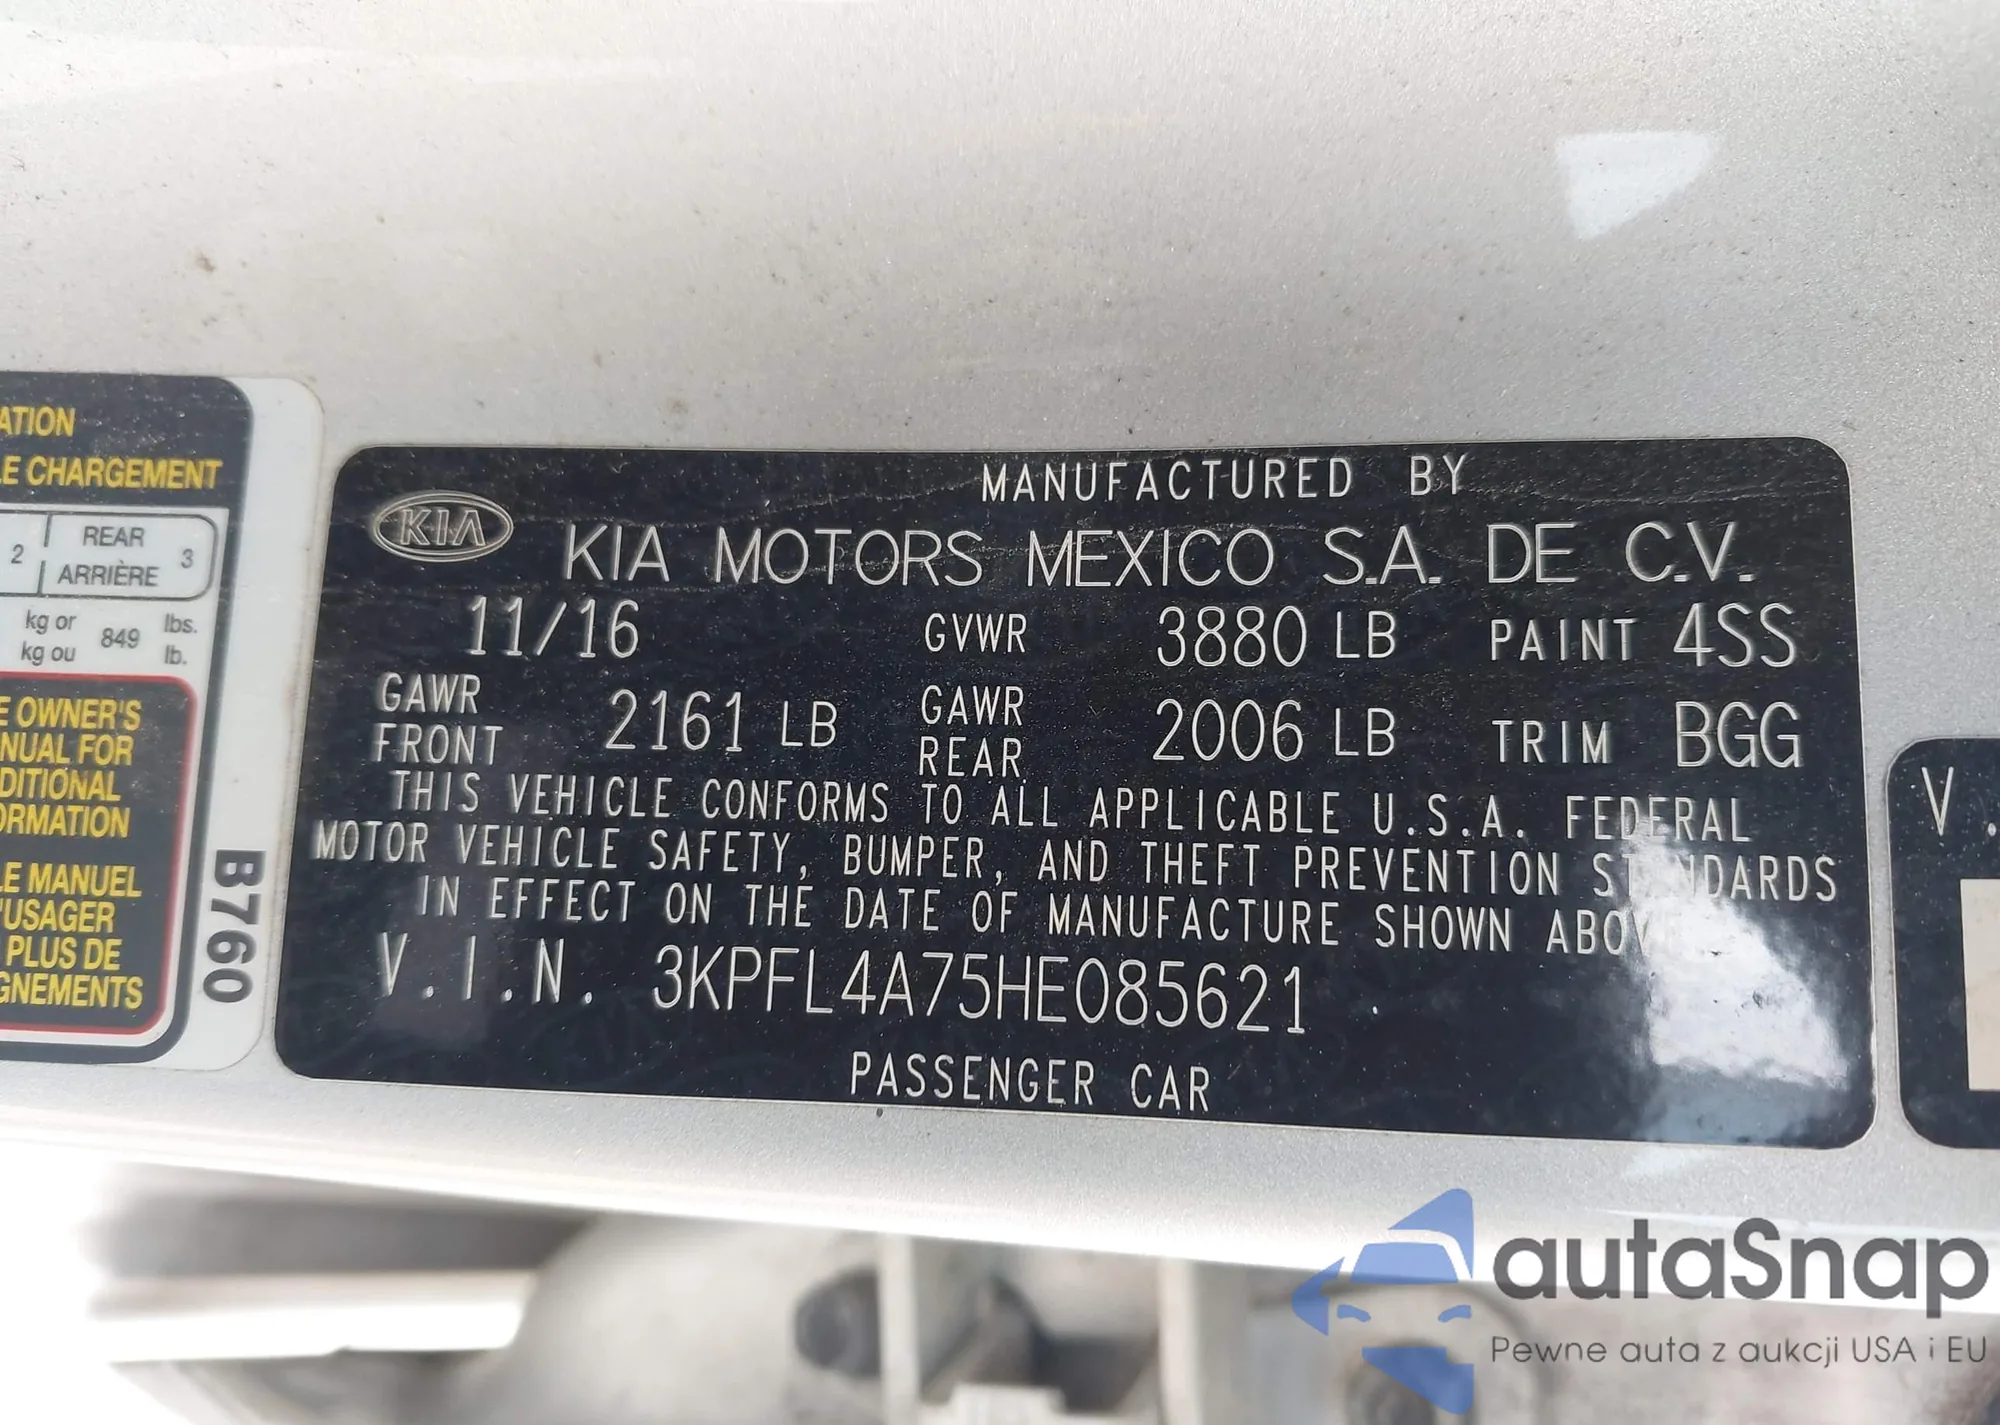 ATION
LE CHARGEMENT
2 REAR 3
ARRIÈRE
kg or 849 lbs.
kg ou lb.
E OWNER'S
NUAL FOR
DITIONAL
ORMATION
LE MANUEL
'USAGER
PLUS DE
GNEMENTS
B760
MANUFACTURED BY
KIA KIA MOTORS MEXICO S.A. DE C.V.
11/16 GVWR 3880 LB PAINT 4SS
GAWR FRONT 2161 LB GAWR REAR 2006 LB TRIM BGG
THIS VEHICLE CONFORMS TO ALL APPLICABLE U.S.A. FEDERAL
MOTOR VEHICLE SAFETY, BUMPER, AND THEFT PREVENTION STANDARDS
IN EFFECT ON THE DATE OF MANUFACTURE SHOWN ABOVE
V.I.N. 3KPFL4A75HE085621
PASSENGER CAR
V.
autaSnap
Pewne auta z aukcji USA i EU